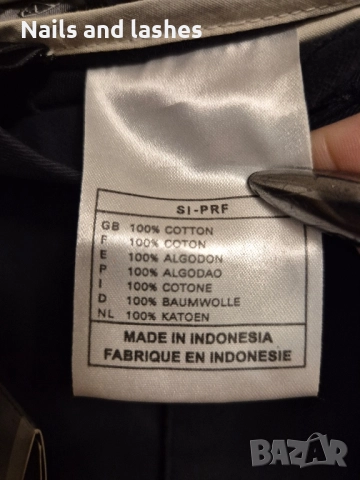 Nails and lashes
SI-PRF
GB 100% COTTON
F 100% COTON
E 100% ALGODON
P 100% ALGODAO
I 100% COTONE
D 100% BAUMWOLLE
NL 100% KATOEN
MADE IN INDONESIA
FABRIQUE EN INDONESIE
BAZAR
bg